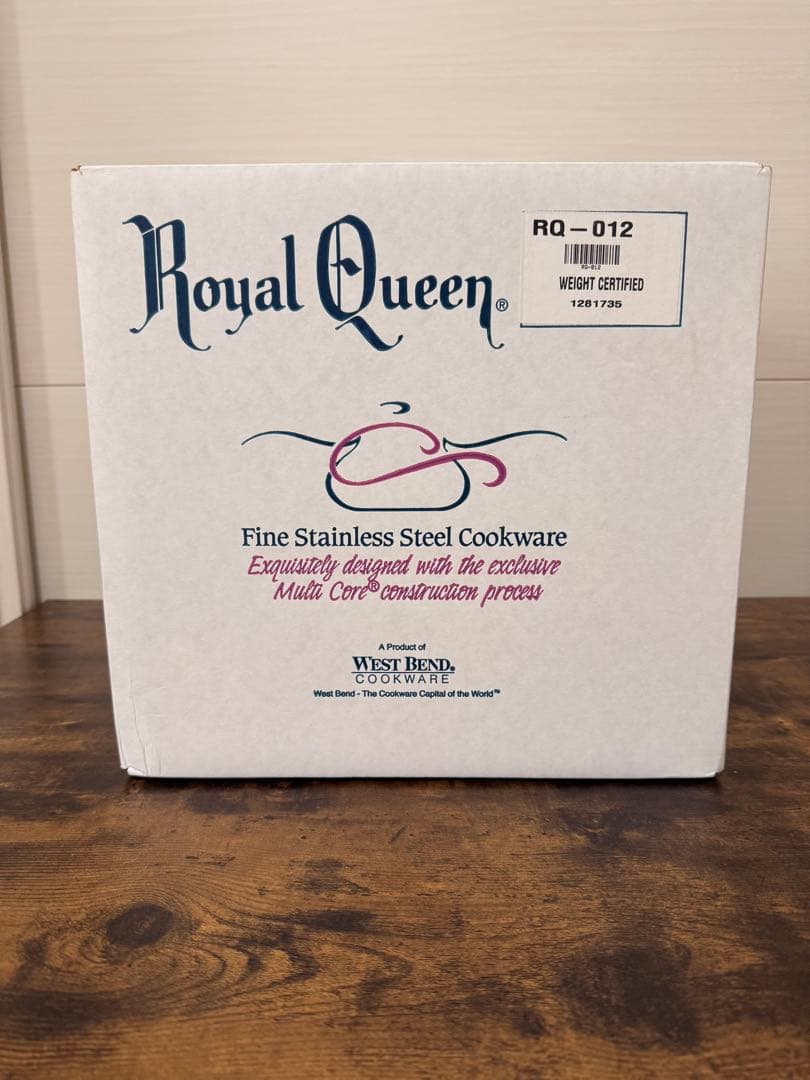 Royal Queen®
RQ-012
RQ-012
WEIGHT CERTIFIED
1281735
Fine Stainless Steel Cookware
Exquisitely designed with the exclusive
Multi Core® construction process
A Product of
WEST BEND®
COOKWARE
West Bend - The Cookware Capital of the World™